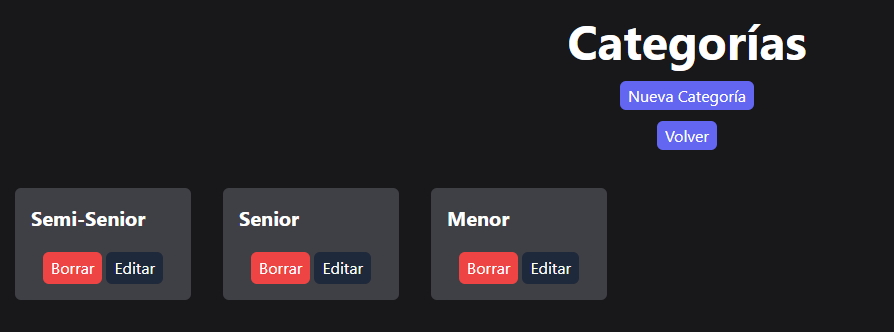 Categorías
Nueva Categoría
Volver
Semi-Senior Senior Menor
Borrar Editar Borrar Editar Borrar Editar